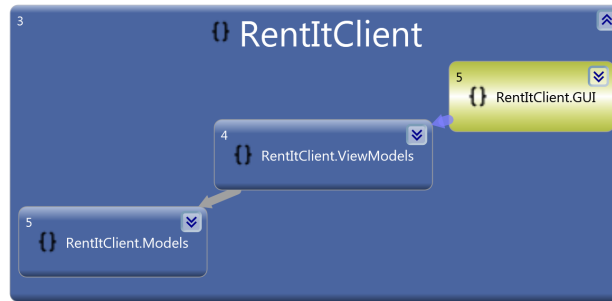 3
{} RentItClient
5
{} RentItClient.GUI
4
{} RentItClient.ViewModels
5
{} RentItClient.Models